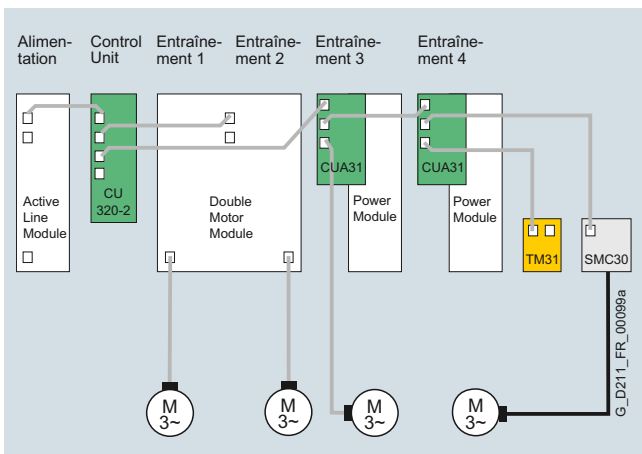 Alimen-
tation
Control
Unit
Entraîne-
ment 1
Entraîne-
ment 2
Entraîne-
ment 3
Entraîne-
ment 4
Active
Line
Module
CU
320-2
Double
Motor
Module
CUA31
Power
Module
CUA31
Power
Module
TM31
SMC30
M
3~
M
3~
M
3~
M
3~
G_D211_FR_00099a